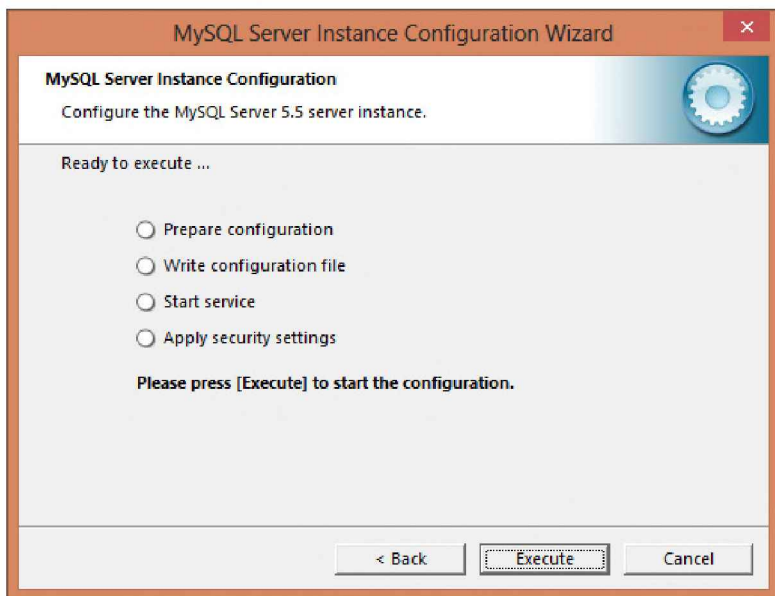 MySQL Server Instance Configuration Wizard
MySQL Server Instance Configuration
Configure the MySQL Server 5.5 server instance.
Ready to execute ...
Prepare configuration
Write configuration file
Start service
Apply security settings
Please press [Execute] to start the configuration.
< Back
Execute
Cancel